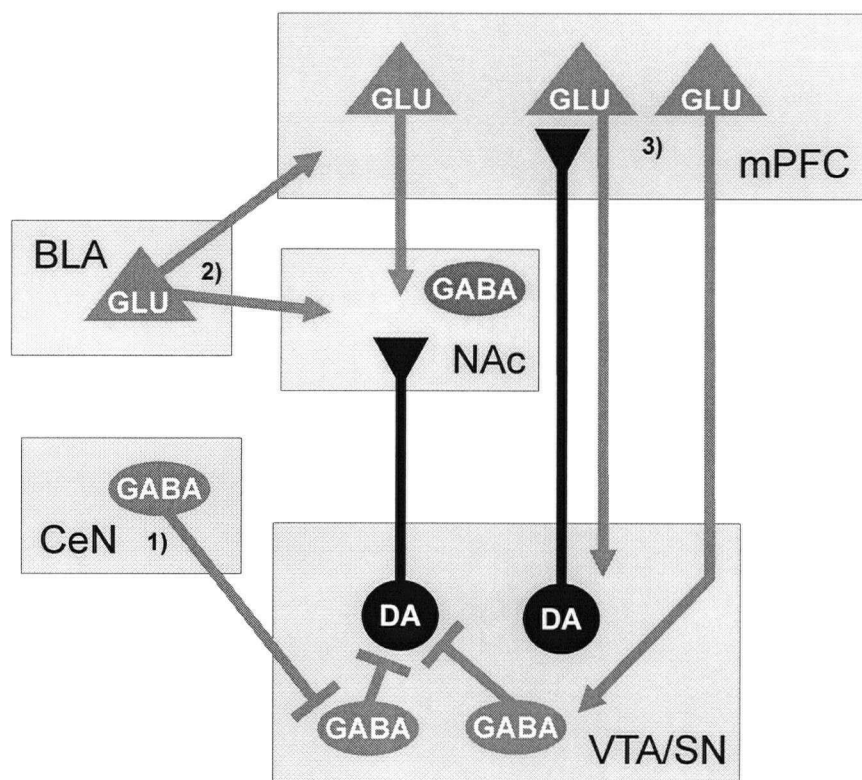 GLU GLU GLU
3)
mPFC
BLA
2)
GLU
GABA
NAc
GABA
CeN 1)
DA DA
GABA GABA
VTA/SN